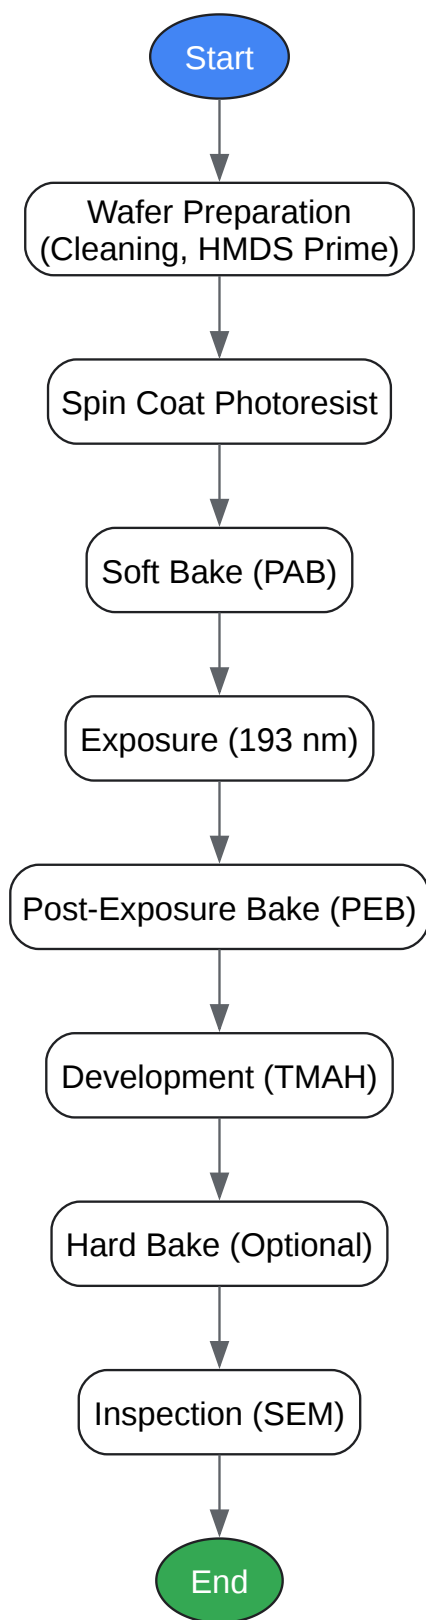 Start
Wafer Preparation
(Cleaning, HMDS Prime)
Spin Coat Photoresist
Soft Bake (PAB)
Exposure (193 nm)
Post-Exposure Bake (PEB)
Development (TMAH)
Hard Bake (Optional)
Inspection (SEM)
End